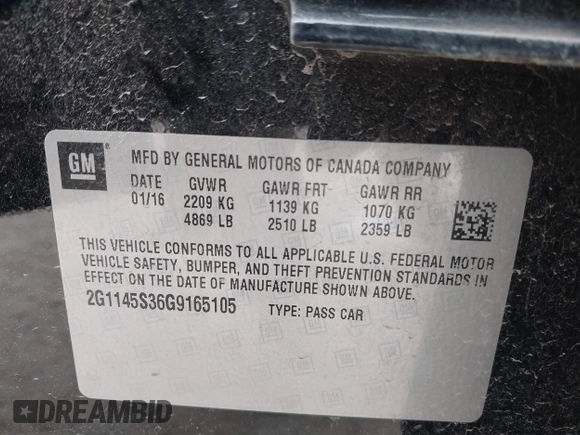 GM
MFD BY GENERAL MOTORS OF CANADA COMPANY
DATE GVWR GAWR FRT GAWR RR
01/16 2209 KG 1139 KG 1070 KG
4869 LB 2510 LB 2359 LB
THIS VEHICLE CONFORMS TO ALL APPLICABLE U.S. FEDERAL MOTOR
VEHICLE SAFETY, BUMPER, AND THEFT PREVENTION STANDARDS IN
EFFECT ON THE DATE OF MANUFACTURE SHOWN ABOVE.
2G1145S36G9165105 TYPE: PASS CAR
DREAMBID